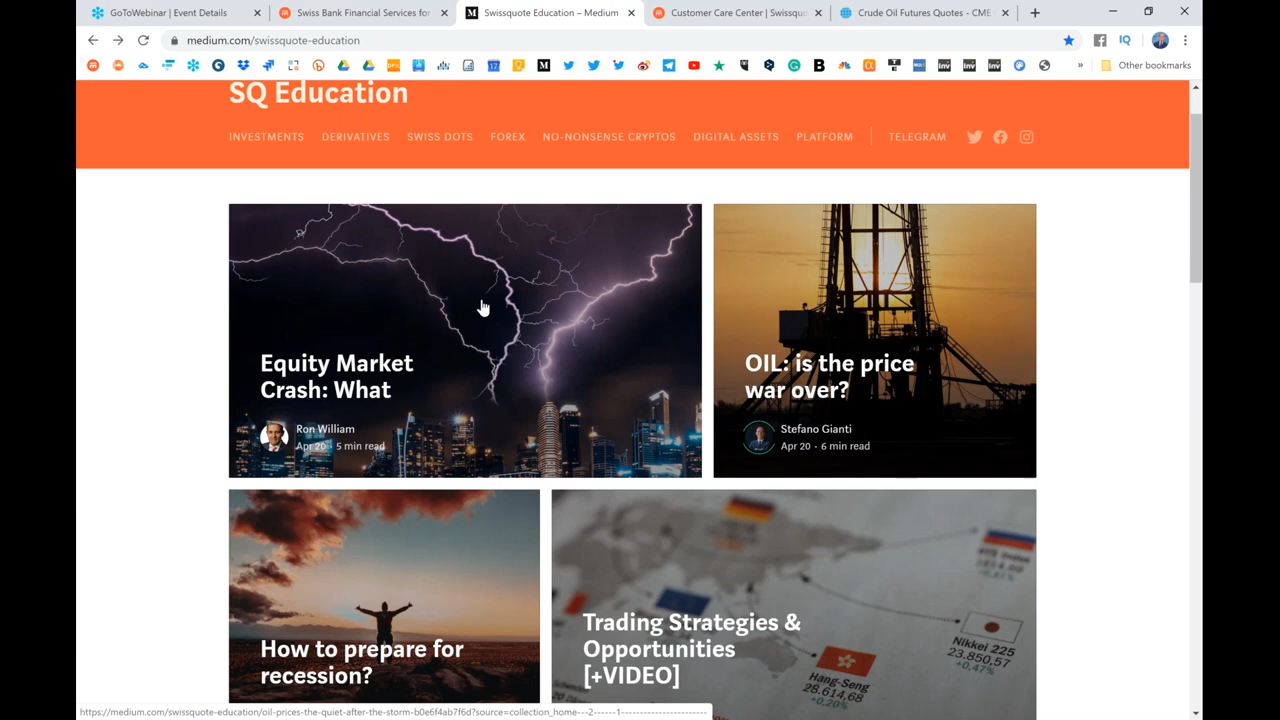 GoToWebinar | Event Details
Swiss Bank Financial Services for
Swissquote Education – Medium
Customer Care Center | Swissqu
Crude Oil Futures Quotes - CME
medium.com/swissquote-education
Other bookmarks
SQ Education
INVESTMENTS DERIVATIVES SWISS DOTS FOREX NO-NONSENSE CRYPTOS DIGITAL ASSETS PLATFORM TELEGRAM
Equity Market
Crash: What
Ron William
Apr 20 · 5 min read
OIL: is the price
war over?
Stefano Gianti
Apr 20 · 6 min read
How to prepare for
recession?
Trading Strategies &
Opportunities
[+VIDEO]
Nikkei 225
23.850,57
+0,47%
Hang-Seng
28.614,68
+0,20%
https://medium.com/swissquote-education/oil-prices-the-quiet-after-the-storm-b0e6f4ab7f6d?source=collection_home---2------1-----------------------